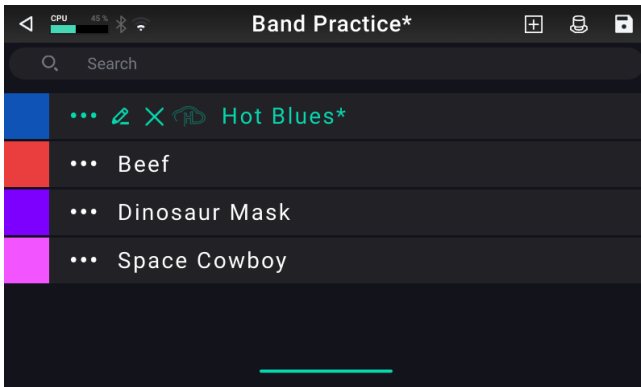 CPU 45% Band Practice*
Search
Hot Blues*
Beef
Dinosaur Mask
Space Cowboy